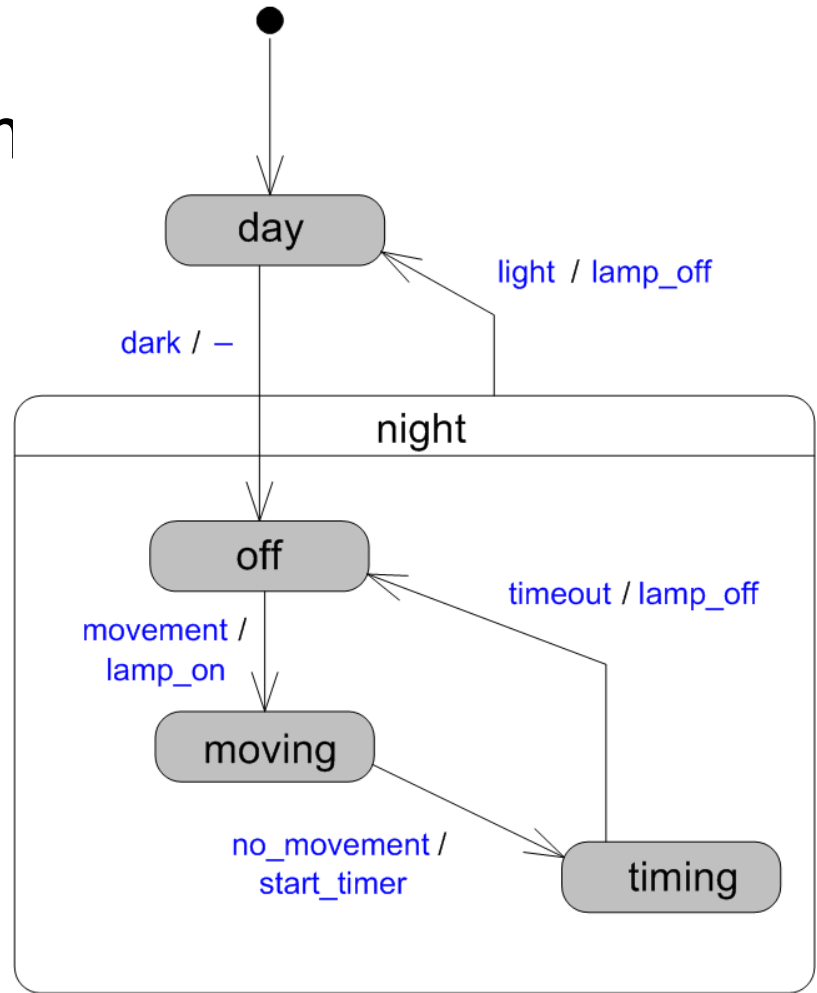 day
light / lamp_off
dark / –
night
off
timeout / lamp_off
movement /
lamp_on
moving
no_movement /
start_timer
timing